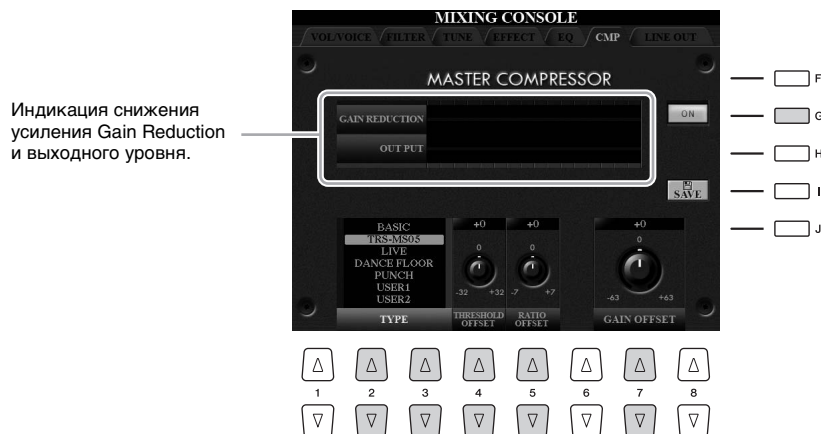 MIXING CONSOLE
VOL/VOICE FILTER TUNE EFFECT EQ CMP LINE OUT
MASTER COMPRESSOR
Индикация снижения
усиления Gain Reduction
и выходного уровня.
GAIN REDUCTION
OUT PUT
ON
SAVE
F
G
H
I
J
BASIC
TRS-MS05
LIVE
DANCE FLOOR
PUNCH
USER1
USER2
TYPE
+0
0
-32 +32
THRESHOLD
OFFSET
+0
0
-7 +7
RATIO
OFFSET
+0
0
-63 +63
GAIN OFFSET
1 2 3 4 5 6 7 8